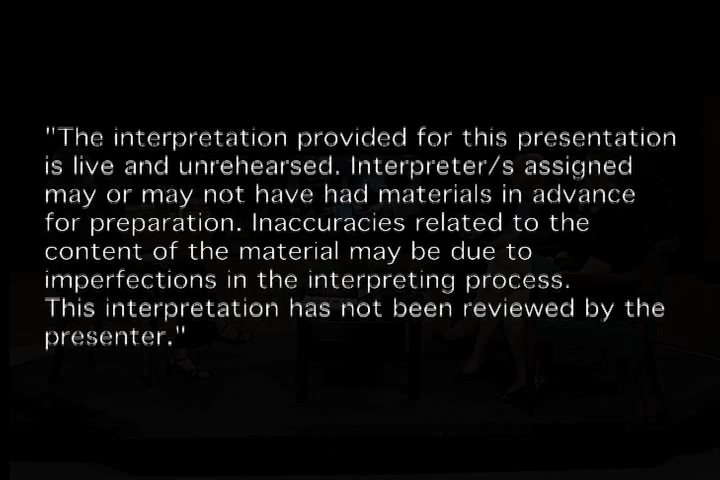 "The interpretation provided for this presentation
is live and unrehearsed. Interpreter/s assigned
may or may not have had materials in advance
for preparation. Inaccuracies related to the
content of the material may be due to
imperfections in the interpreting process.
This interpretation has not been reviewed by the
presenter."